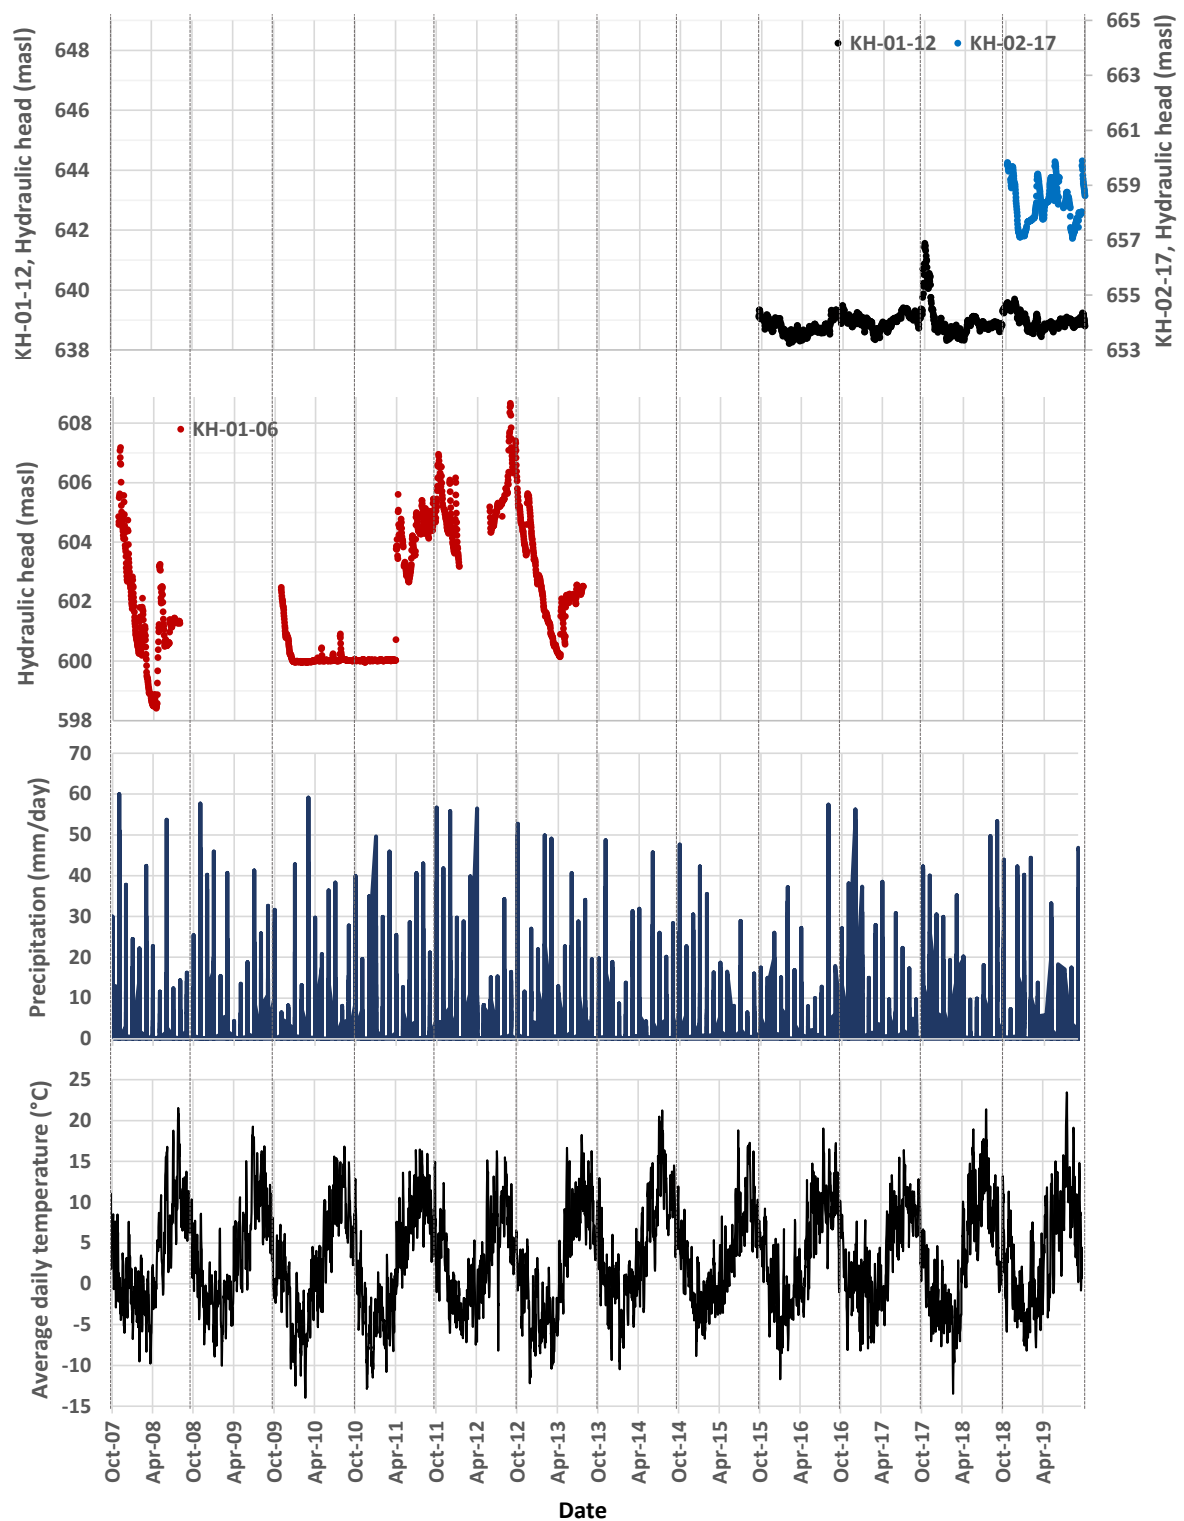 KH-01-12, Hydraulic head (masl)
648
646
644
642
640
638
KH-01-12
KH-02-17
665
663
661
659
657
655
653
KH-02-17, Hydraulic head (masl)
Hydraulic head (masl)
608
606
604
602
600
598
KH-01-06
Precipitation (mm/day)
70
60
50
40
30
20
10
0
Average daily temperature (°C)
25
20
15
10
5
0
-5
-10
-15
Oct-07
Apr-08
Oct-08
Apr-09
Oct-09
Apr-10
Oct-10
Apr-11
Oct-11
Apr-12
Oct-12
Apr-13
Oct-13
Apr-14
Oct-14
Apr-15
Oct-15
Apr-16
Oct-16
Apr-17
Oct-17
Apr-18
Oct-18
Apr-19
Date